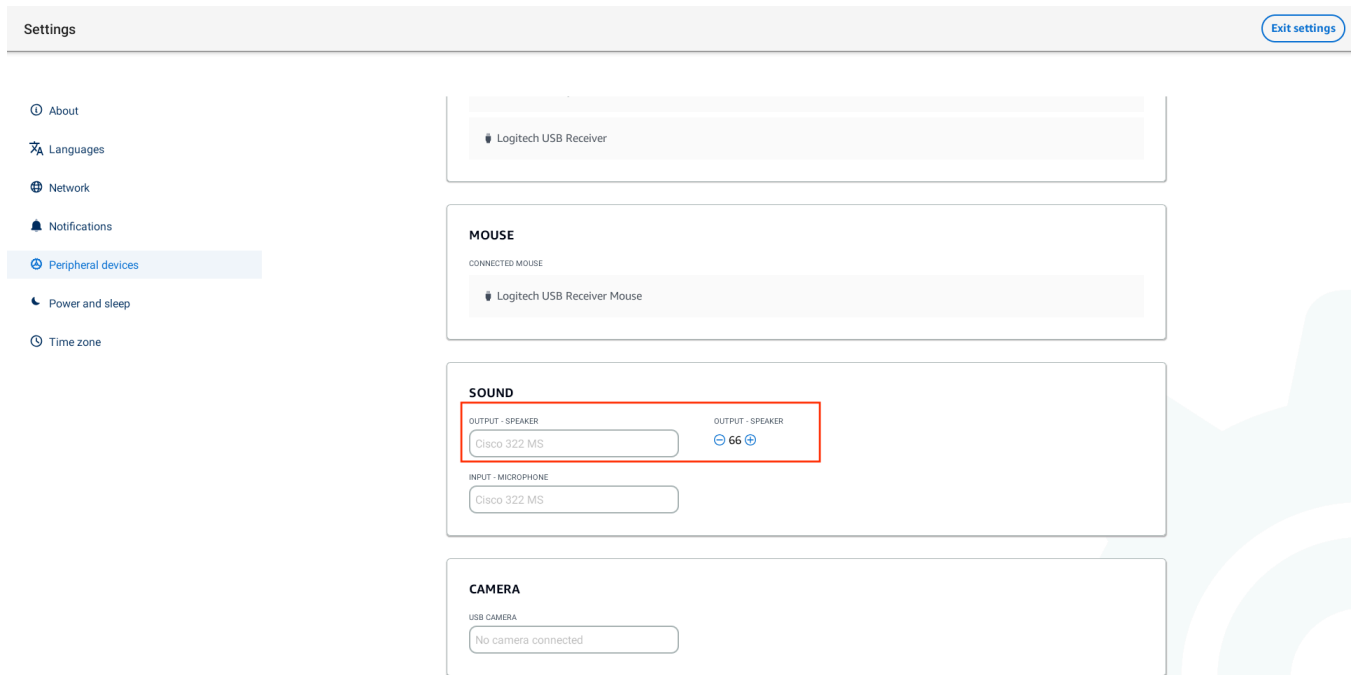 Settings
Exit settings
About
Languages
Network
Notifications
Peripheral devices
Power and sleep
Time zone
Logitech USB Receiver
MOUSE
CONNECTED MOUSE
Logitech USB Receiver Mouse
SOUND
OUTPUT - SPEAKER
Cisco 322 MS
OUTPUT - SPEAKER
66
INPUT - MICROPHONE
Cisco 322 MS
CAMERA
USB CAMERA
No camera connected